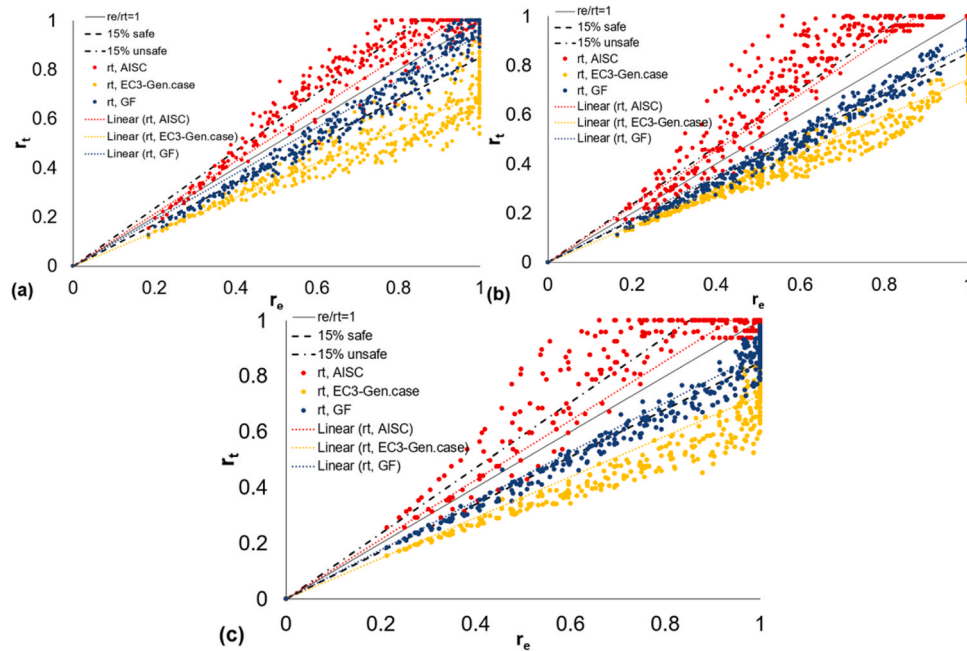 re/rt=1
15% safe
15% unsafe
rt, AISC
rt, EC3-Gen.case
rt, GF
Linear (rt, AISC)
Linear (rt, EC3-Gen.case)
Linear (rt, GF)
1
0.8
0.6
0.4
0.2
0
rt
0
0.2
0.4
0.6
0.8
1
re
(a)
re/rt=1
15% safe
15% unsafe
rt, AISC
rt, EC3-Gen.case
rt, GF
Linear (rt, AISC)
Linear (rt, EC3-Gen.case)
Linear (rt, GF)
1
0.8
0.6
0.4
0.2
0
rt
0
0.2
0.4
0.6
0.8
1
re
(b)
re/rt=1
15% safe
15% unsafe
rt, AISC
rt, EC3-Gen.case
rt, GF
Linear (rt, AISC)
Linear (rt, EC3-Gen.case)
Linear (rt, GF)
1
0.8
0.6
0.4
0.2
0
rt
0
0.2
0.4
0.6
0.8
1
re
(c)